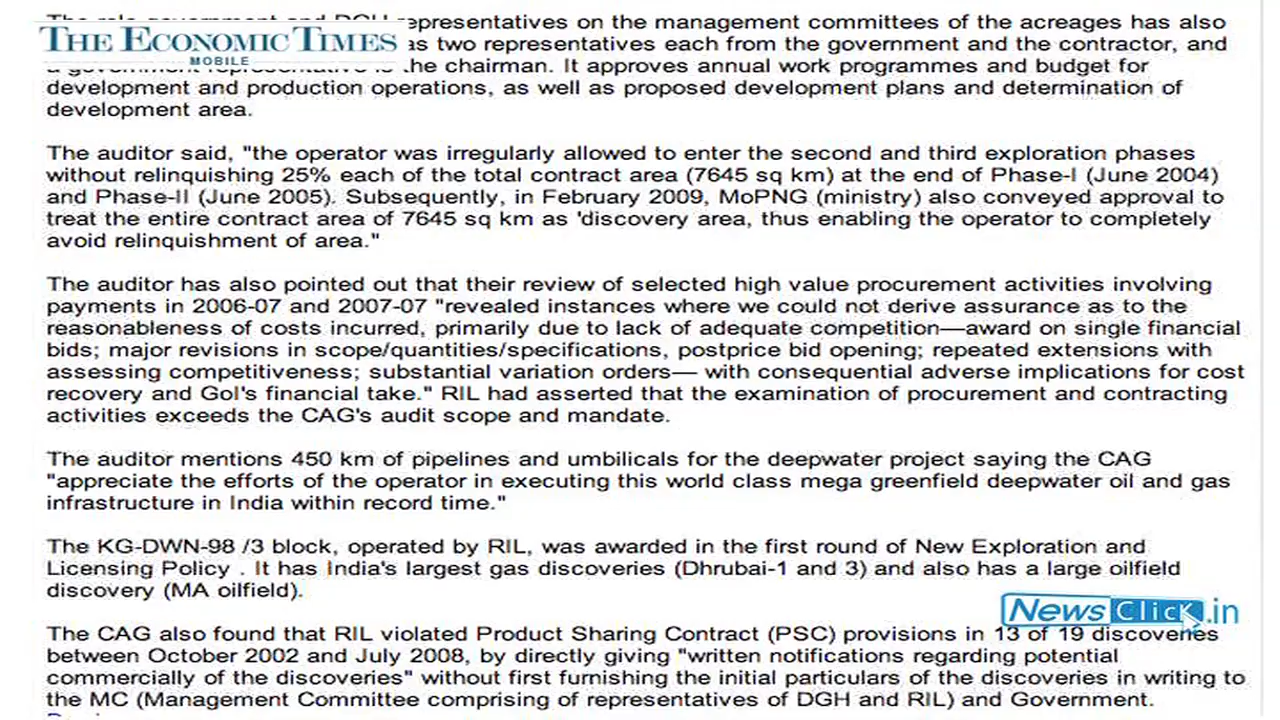 THE ECONOMIC TIMES
MOBILE
representatives on the management committees of the acreages has also
as two representatives each from the government and the contractor, and
the chairman. It approves annual work programmes and budget for
development and production operations, as well as proposed development plans and determination of
development area.
The auditor said, "the operator was irregularly allowed to enter the second and third exploration phases
without relinquishing 25% each of the total contract area (7645 sq km) at the end of Phase-I (June 2004)
and Phase-II (June 2005). Subsequently, in February 2009, MoPNG (ministry) also conveyed approval to
treat the entire contract area of 7645 sq km as 'discovery area, thus enabling the operator to completely
avoid relinquishment of area."
The auditor has also pointed out that their review of selected high value procurement activities involving
payments in 2006-07 and 2007-07 "revealed instances where we could not derive assurance as to the
reasonableness of costs incurred, primarily due to lack of adequate competition—award on single financial
bids; major revisions in scope/quantities/specifications, postprice bid opening; repeated extensions with
assessing competitiveness; substantial variation orders— with consequential adverse implications for cost
recovery and GoI's financial take." RIL had asserted that the examination of procurement and contracting
activities exceeds the CAG's audit scope and mandate.
The auditor mentions 450 km of pipelines and umbilicals for the deepwater project saying the CAG
"appreciate the efforts of the operator in executing this world class mega greenfield deepwater oil and gas
infrastructure in India within record time."
The KG-DWN-98 /3 block, operated by RIL, was awarded in the first round of New Exploration and
Licensing Policy . It has India's largest gas discoveries (Dhrubai-1 and 3) and also has a large oilfield
discovery (MA oilfield).
NewsClick.in
The CAG also found that RIL violated Product Sharing Contract (PSC) provisions in 13 of 19 discoveries
between October 2002 and July 2008, by directly giving "written notifications regarding potential
commercially of the discoveries" without first furnishing the initial particulars of the discoveries in writing to
the MC (Management Committee comprising of representatives of DGH and RIL) and Government.